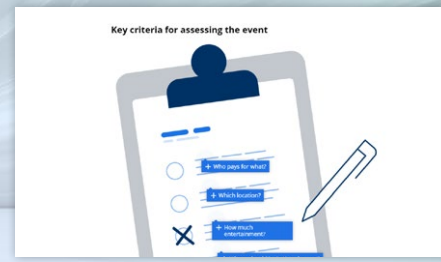 Key criteria for assessing the event
+ Who pays for what?
+ Which location?
+ How much
entertainment?